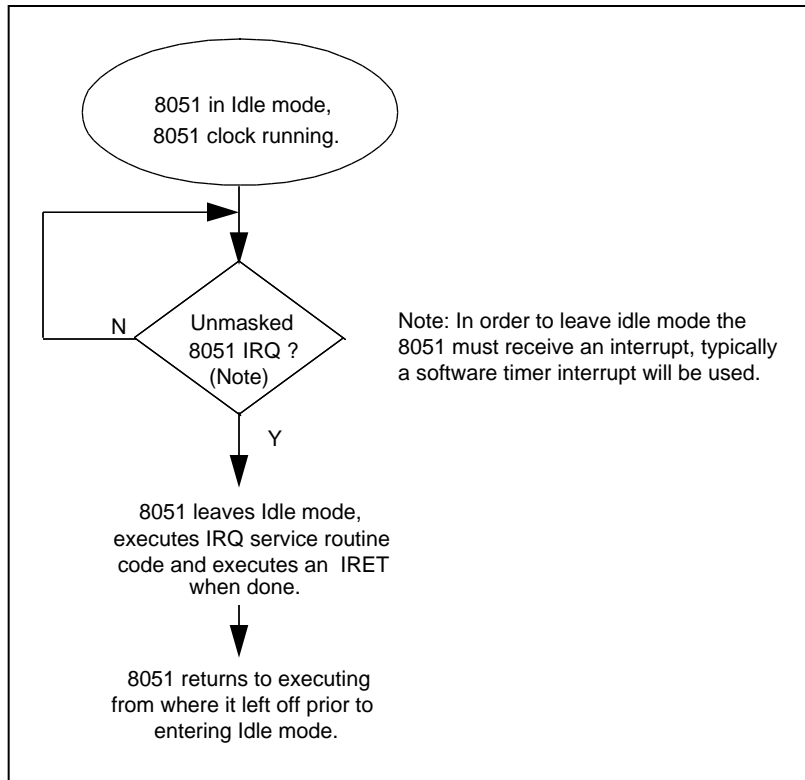 8051 in Idle mode,
8051 clock running.
N
Unmasked
8051 IRQ ?
(Note)
Note: In order to leave idle mode the
8051 must receive an interrupt, typically
a software timer interrupt will be used.
Y
8051 leaves Idle mode,
executes IRQ service routine
code and executes an IRET
when done.
8051 returns to executing
from where it left off prior to
entering Idle mode.